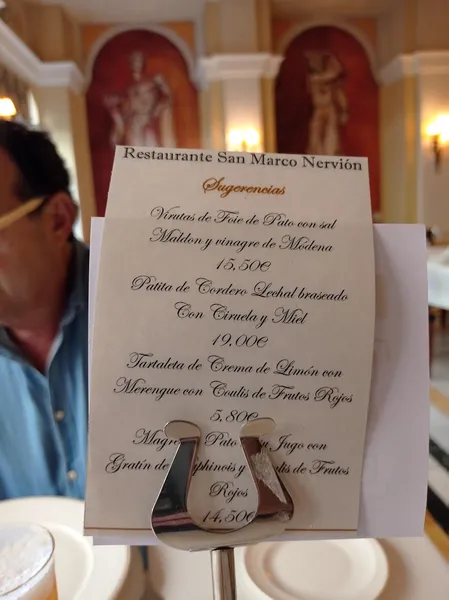 Restaurante San Marco Nervión
Sugerencias
Virutas de Foie de Pato con sal
Maldon y vinagre de Modena
15,50€
Patita de Cordero Lechal braseado
Con Ciruela y Miel
19,00€
Tartaleta de Crema de Limón con
Merengue con Coulis de Frutos Rojos
5,80€
Pato Jugo con
Gratin de y de Frutos
Rojos
14,50€